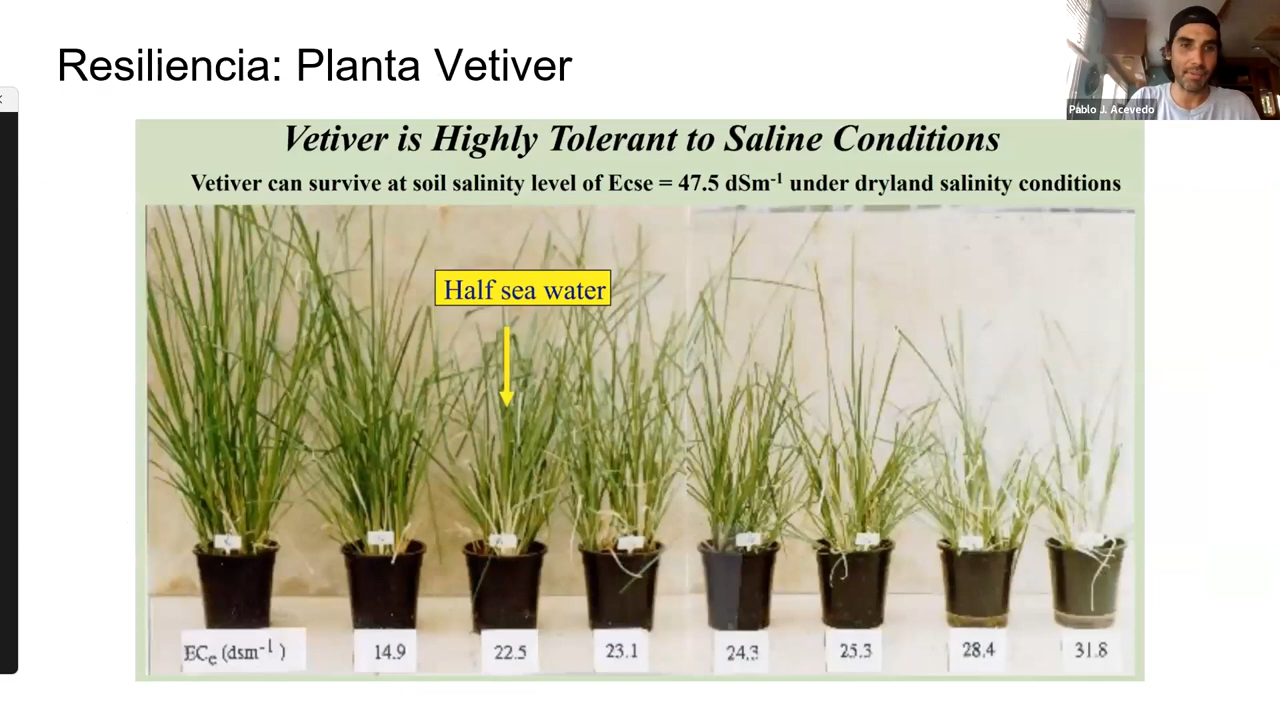 Resiliencia: Planta Vetiver
Pablo J. Acevedo
Vetiver is Highly Tolerant to Saline Conditions
Vetiver can survive at soil salinity level of Ecse = 47.5 dSm⁻¹ under dryland salinity conditions
Half sea water
ECe (dsm⁻¹) 14.9 22.5 23.1 24.3 25.3 28.4 31.8